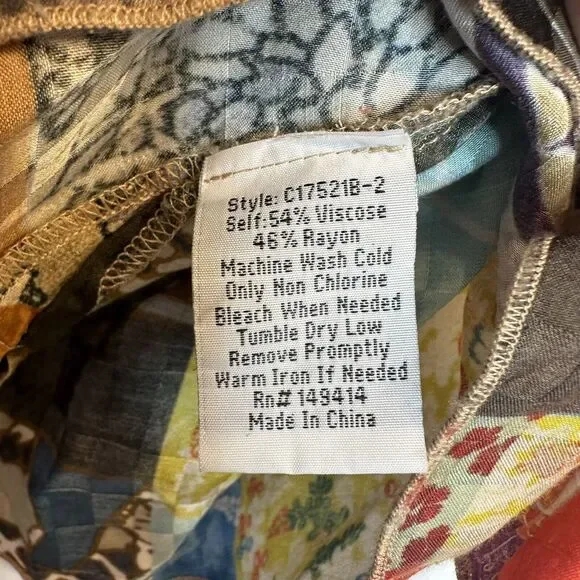 Style: C17521B-2
Self:54% Viscose
46% Rayon
Machine Wash Cold
Only Non Chlorine
Bleach When Needed
Tumble Dry Low
Remove Promptly
Warm Iron If Needed
Rn# 149414
Made In China